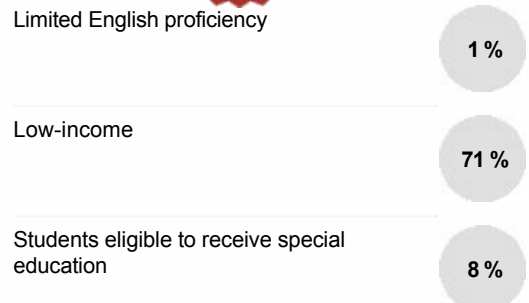 Limited English proficiency
1 %
Low-income
71 %
Students eligible to receive special
education
8 %